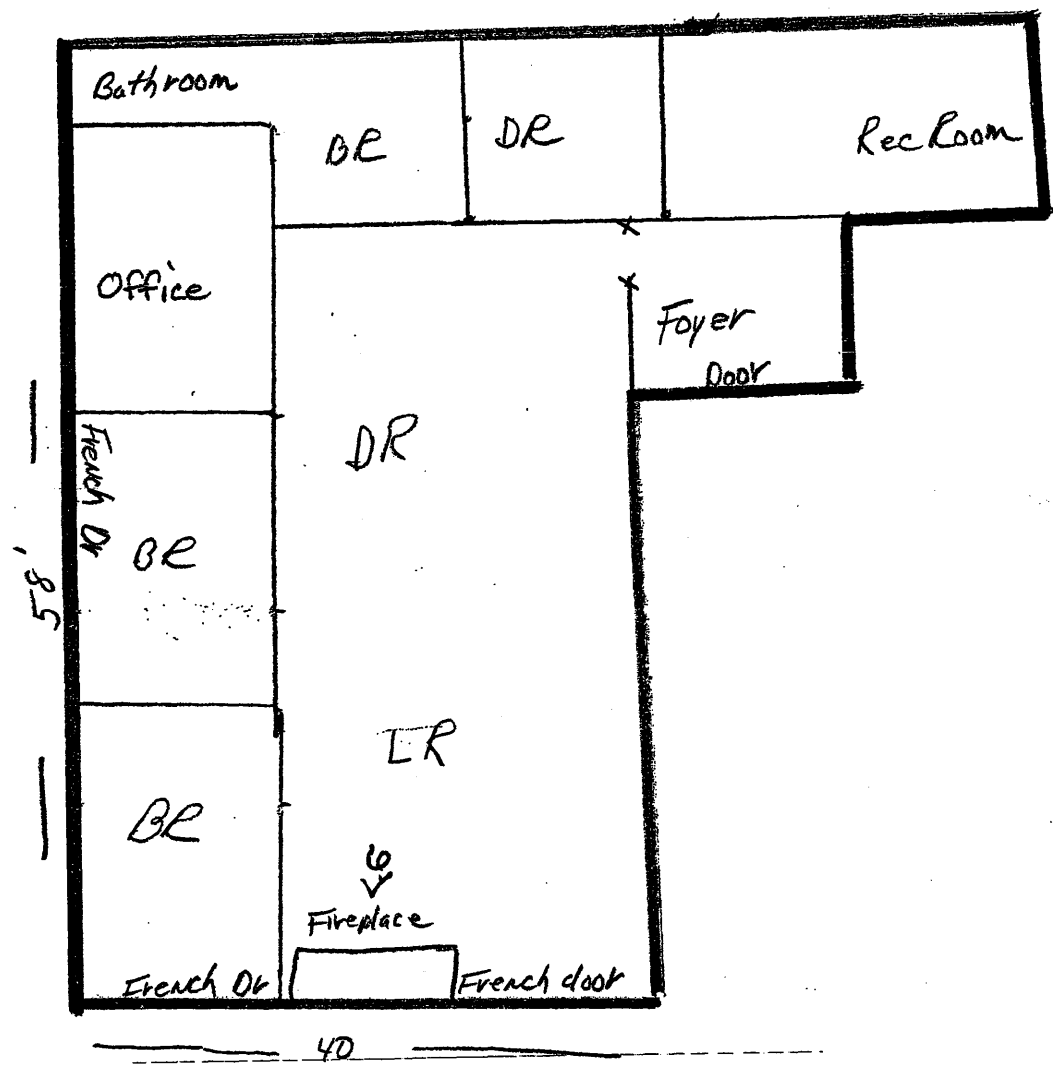 Bathroom
BR
DR
Rec Room
Office
Foyer
Door
DR
French Dr
BR
58'
LR
BR
6
Fireplace
French Dr
French door
40